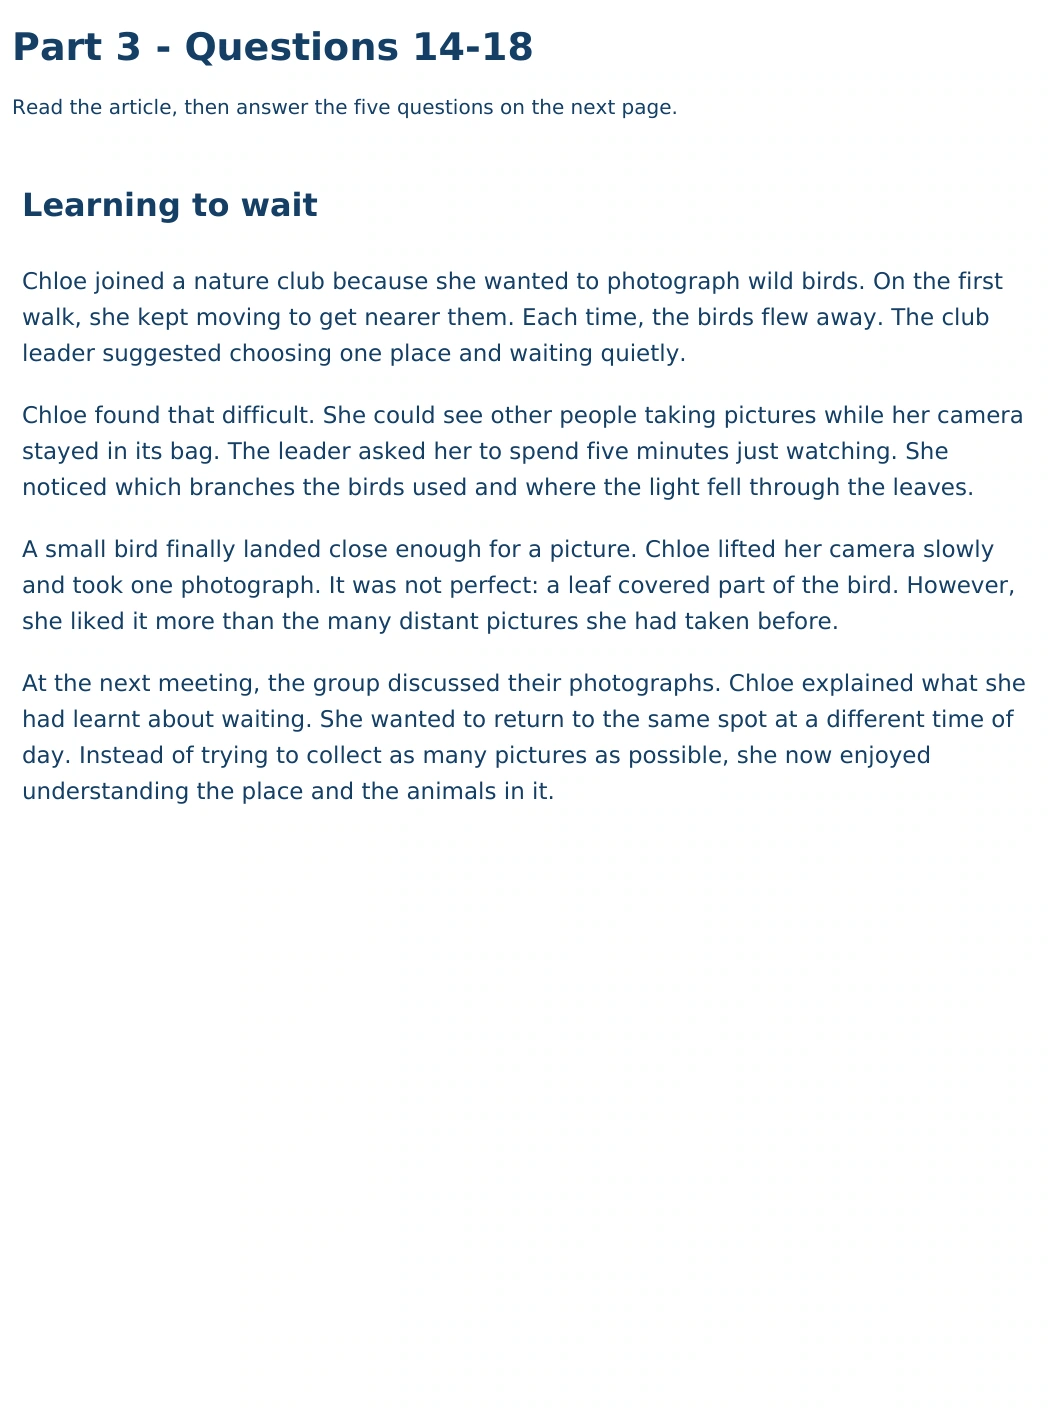 Part 3 - Questions 14-18
Read the article, then answer the five questions on the next page.
Learning to wait
Chloe joined a nature club because she wanted to photograph wild birds. On the first
walk, she kept moving to get nearer them. Each time, the birds flew away. The club
leader suggested choosing one place and waiting quietly.
Chloe found that difficult. She could see other people taking pictures while her camera
stayed in its bag. The leader asked her to spend five minutes just watching. She
noticed which branches the birds used and where the light fell through the leaves.
A small bird finally landed close enough for a picture. Chloe lifted her camera slowly
and took one photograph. It was not perfect: a leaf covered part of the bird. However,
she liked it more than the many distant pictures she had taken before.
At the next meeting, the group discussed their photographs. Chloe explained what she
had learnt about waiting. She wanted to return to the same spot at a different time of
day. Instead of trying to collect as many pictures as possible, she now enjoyed
understanding the place and the animals in it.